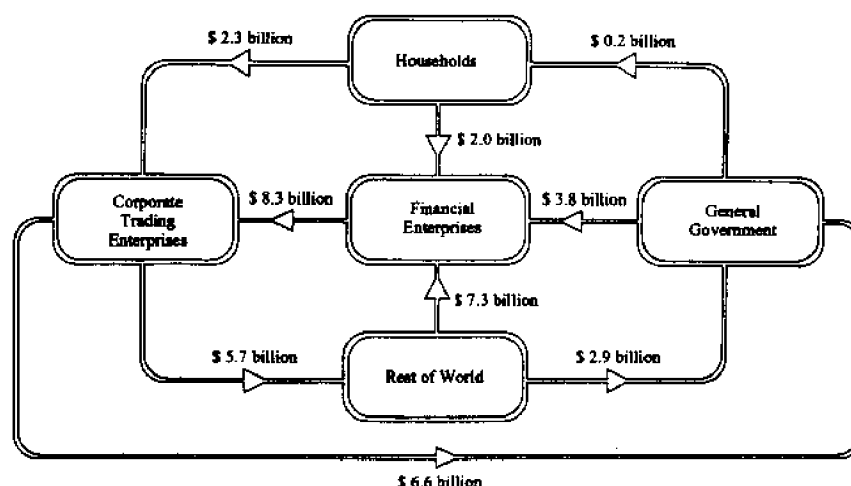 $ 2.3 billion
$ 0.2 billion
Households
$ 2.0 billion
Corporate
Trading
Enterprises
$ 8.3 billion
Financial
Enterprises
$ 3.8 billion
General
Government
$ 7.3 billion
$ 5.7 billion
Rest of World
$ 2.9 billion
$ 6.6 billion